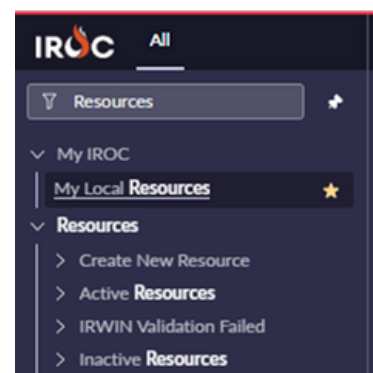 IROC All
Resources
My IROC
My Local Resources
Resources
Create New Resource
Active Resources
IRWIN Validation Failed
Inactive Resources